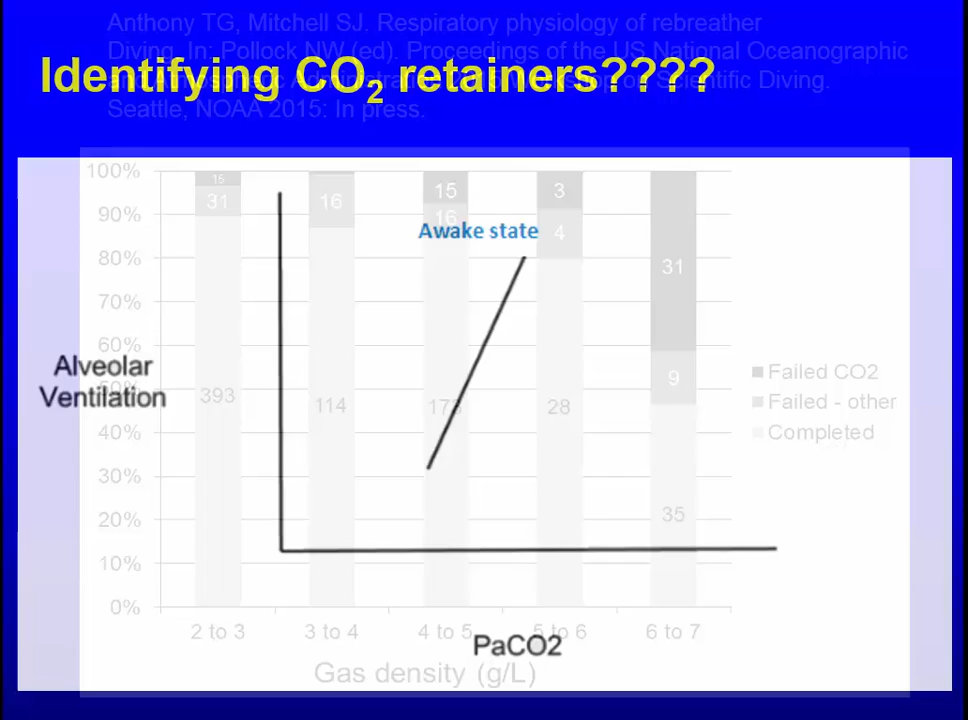 Anthony TG, Mitchell SJ. Respiratory physiology of rebreather
Diving. In: Pollock NW (ed). Proceedings of the US National Oceanographic
Scientific Diving.
Seattle, NOAA 2015: In press.
Identifying CO2 retainers????
100%
90%
80%
70%
60%
50%
40%
30%
20%
10%
0%
15
31
393
16
114
15
16
3
4
28
31
9
35
Awake state
Alveolar
Ventilation
Failed CO2
Failed - other
Completed
2 to 3
3 to 4
4 to 5
5 to 6
6 to 7
PaCO2
Gas density (g/L)